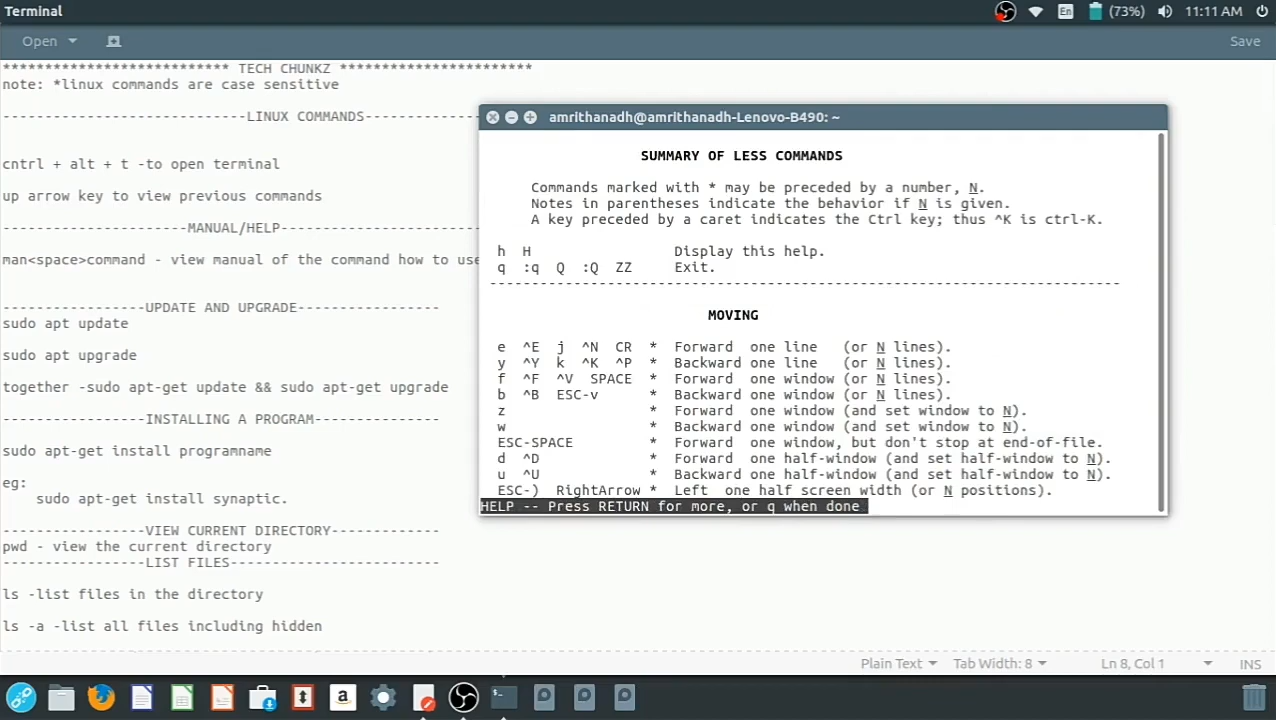 Terminal
En
(73%)
11:11 AM
Open
Save
*************************** TECH CHUNKZ ***********************
note: *linux commands are case sensitive
-----------------------------LINUX COMMANDS--------------
cntrl + alt + t -to open terminal
up arrow key to view previous commands
----------------------MANUAL/HELP------------------------
man<space>command - view manual of the command how to use
-----------------UPDATE AND UPGRADE-----------------
sudo apt update
sudo apt upgrade
together -sudo apt-get update && sudo apt-get upgrade
-----------------INSTALLING A PROGRAM---------------
sudo apt-get install programname
eg:
sudo apt-get install synaptic.
-----------------VIEW CURRENT DIRECTORY-------------
pwd - view the current directory
-----------------LIST FILES-------------------------
ls -list files in the directory
ls -a -list all files including hidden
amrithanadh@amrithanadh-Lenovo-B490: ~
SUMMARY OF LESS COMMANDS
Commands marked with * may be preceded by a number, N.
Notes in parentheses indicate the behavior if N is given.
A key preceded by a caret indicates the Ctrl key; thus ^K is ctrl-K.
h H Display this help.
q :q Q :Q ZZ Exit.
---------------------------------------------------------------------------
MOVING
e ^E j ^N CR * Forward one line (or N lines).
y ^Y k ^K ^P * Backward one line (or N lines).
f ^F ^V SPACE * Forward one window (or N lines).
b ^B ESC-v * Backward one window (or N lines).
z * Forward one window (and set window to N).
w * Backward one window (and set window to N).
ESC-SPACE * Forward one window, but don't stop at end-of-file.
d ^D * Forward one half-window (and set half-window to N).
u ^U * Backward one half-window (and set half-window to N).
ESC-) RightArrow * Left one half screen width (or N positions).
HELP -- Press RETURN for more, or q when done
Plain Text
Tab Width: 8
Ln 8, Col 1
INS